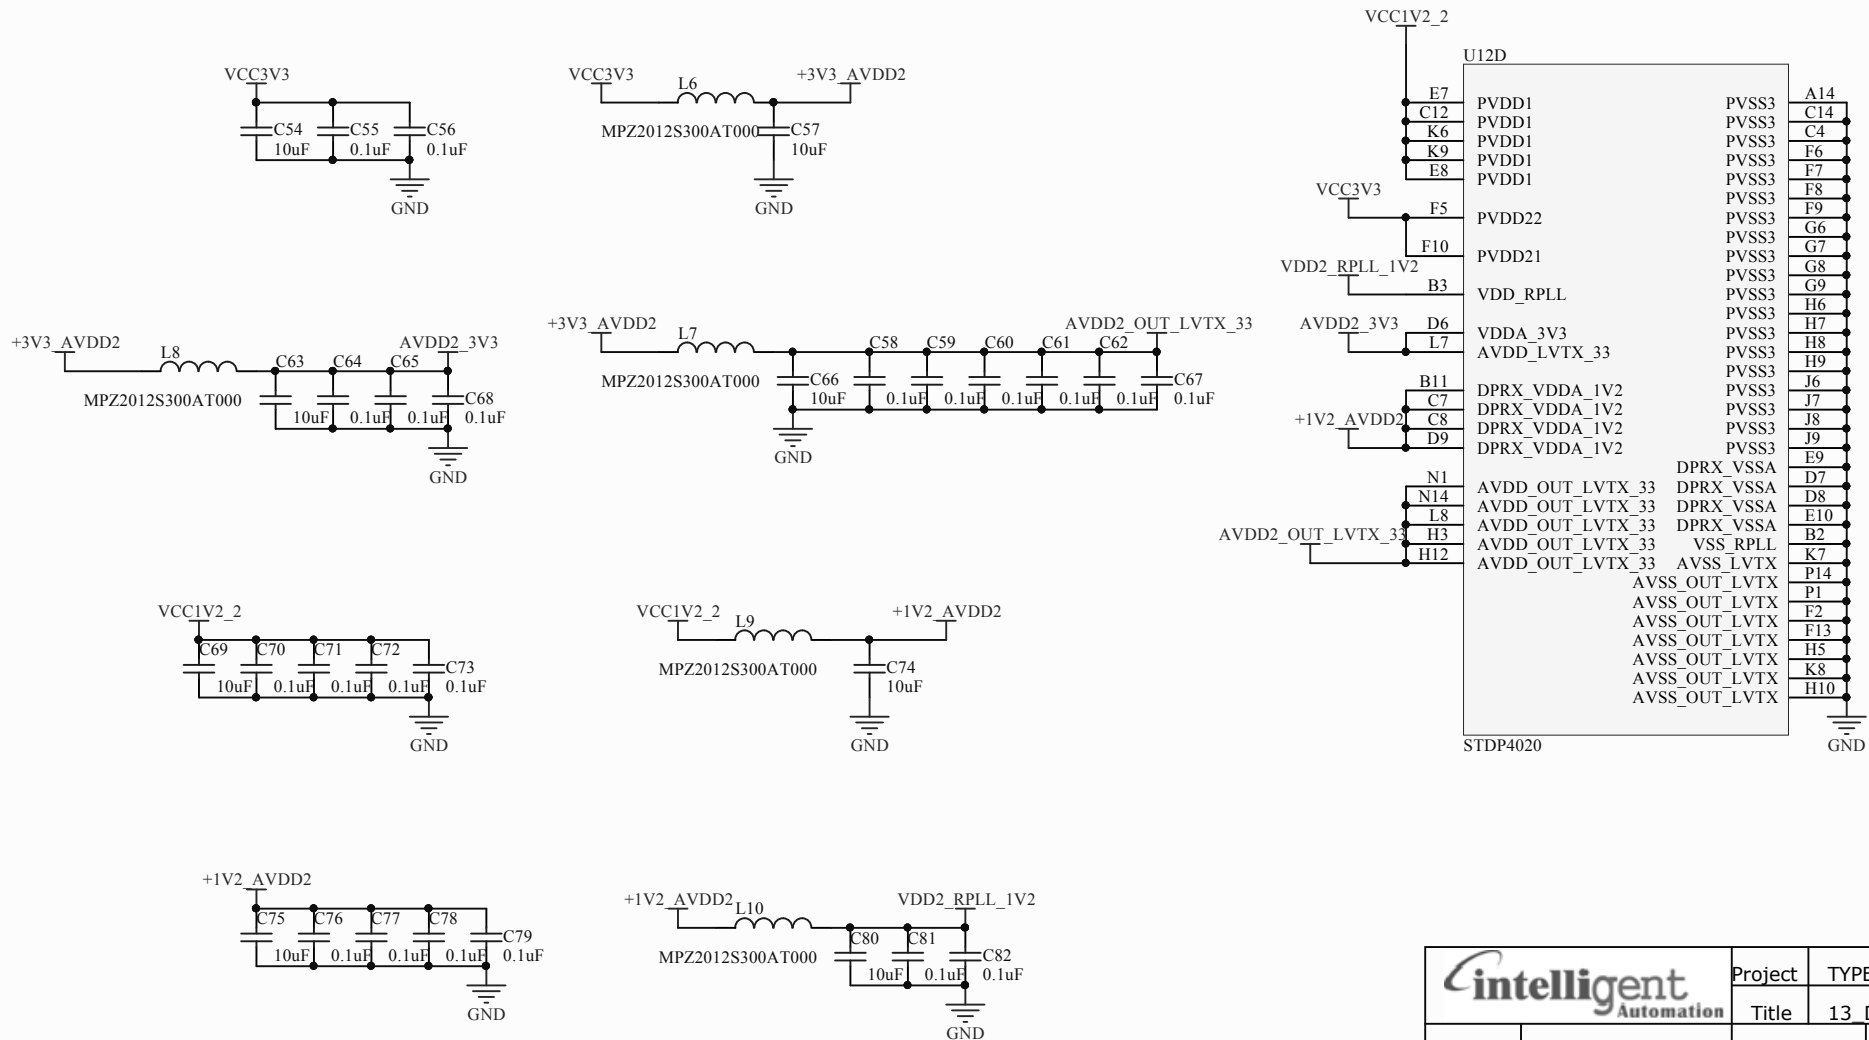 VCC3V3
C54
10uF
C55
0.1uF
C56
0.1uF
GND
VCC3V3
L6
+3V3_AVDD2
MPZ2012S300AT000
C57
10uF
GND
+3V3_AVDD2
L8
MPZ2012S300AT000
AVDD2_3V3
C63
C64
C65
C68
10uF
0.1uF
0.1uF
0.1uF
GND
+3V3_AVDD2
L7
MPZ2012S300AT000
AVDD2_OUT_LVTX_33
C58
C59
C60
C61
C62
C66
10uF
0.1uF
0.1uF
0.1uF
0.1uF
0.1uF
C67
0.1uF
GND
VCC1V2_2
C69
C70
C71
C72
C73
10uF
0.1uF
0.1uF
0.1uF
0.1uF
GND
VCC1V2_2
L9
+1V2_AVDD2
MPZ2012S300AT000
C74
10uF
GND
+1V2_AVDD2
C75
C76
C77
C78
C79
10uF
0.1uF
0.1uF
0.1uF
0.1uF
GND
+1V2_AVDD2
L10
VDD2_RPLL_1V2
MPZ2012S300AT000
C80
C81
C82
10uF
0.1uF
0.1uF
GND
VCC1V2_2
U12D
E7 PVDD1
C12 PVDD1
K6 PVDD1
K9 PVDD1
E8 PVDD1
VCC3V3
F5 PVDD22
F10 PVDD21
VDD2_RPLL_1V2
B3 VDD_RPLL
AVDD2_3V3
D6 VDDA_3V3
L7 AVDD_LVTX_33
+1V2_AVDD2
B11 DPRX_VDDA_1V2
C7 DPRX_VDDA_1V2
C8 DPRX_VDDA_1V2
D9 DPRX_VDDA_1V2
AVDD2_OUT_LVTX_33
N1 AVDD_OUT_LVTX_33
N14 AVDD_OUT_LVTX_33
L8 AVDD_OUT_LVTX_33
H3 AVDD_OUT_LVTX_33
H12 AVDD_OUT_LVTX_33
PVSS3 A14
PVSS3 C14
PVSS3 C4
PVSS3 F6
PVSS3 F7
PVSS3 F8
PVSS3 F9
PVSS3 G6
PVSS3 G7
PVSS3 G8
PVSS3 G9
PVSS3 H6
PVSS3 H7
PVSS3 H8
PVSS3 H9
PVSS3 J6
PVSS3 J7
PVSS3 J8
PVSS3 J9
DPRX_VSSA E9
DPRX_VSSA D7
DPRX_VSSA D8
DPRX_VSSA E10
VSS_RPLL B2
AVSS_LVTX K7
AVSS_OUT_LVTX P14
AVSS_OUT_LVTX P1
AVSS_OUT_LVTX F2
AVSS_OUT_LVTX F13
AVSS_OUT_LVTX H5
AVSS_OUT_LVTX K8
AVSS_OUT_LVTX H10
GND
STDP4020
intelligent
Automation
Project
Title